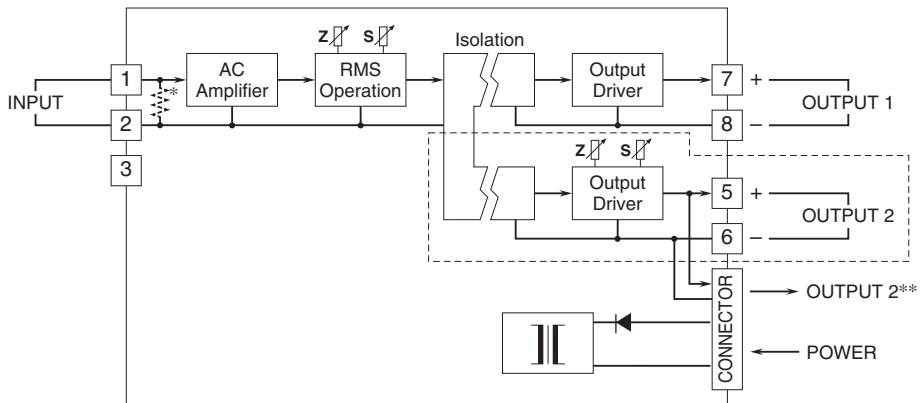 Isolation
Z S
1
AC
Amplifier
RMS
Operation
Output
Driver
7 +
*
INPUT
OUTPUT 1
2
8 −
3
Z S
Output
Driver
5 +
OUTPUT 2
6 −
CONNECTOR
OUTPUT 2**
POWER